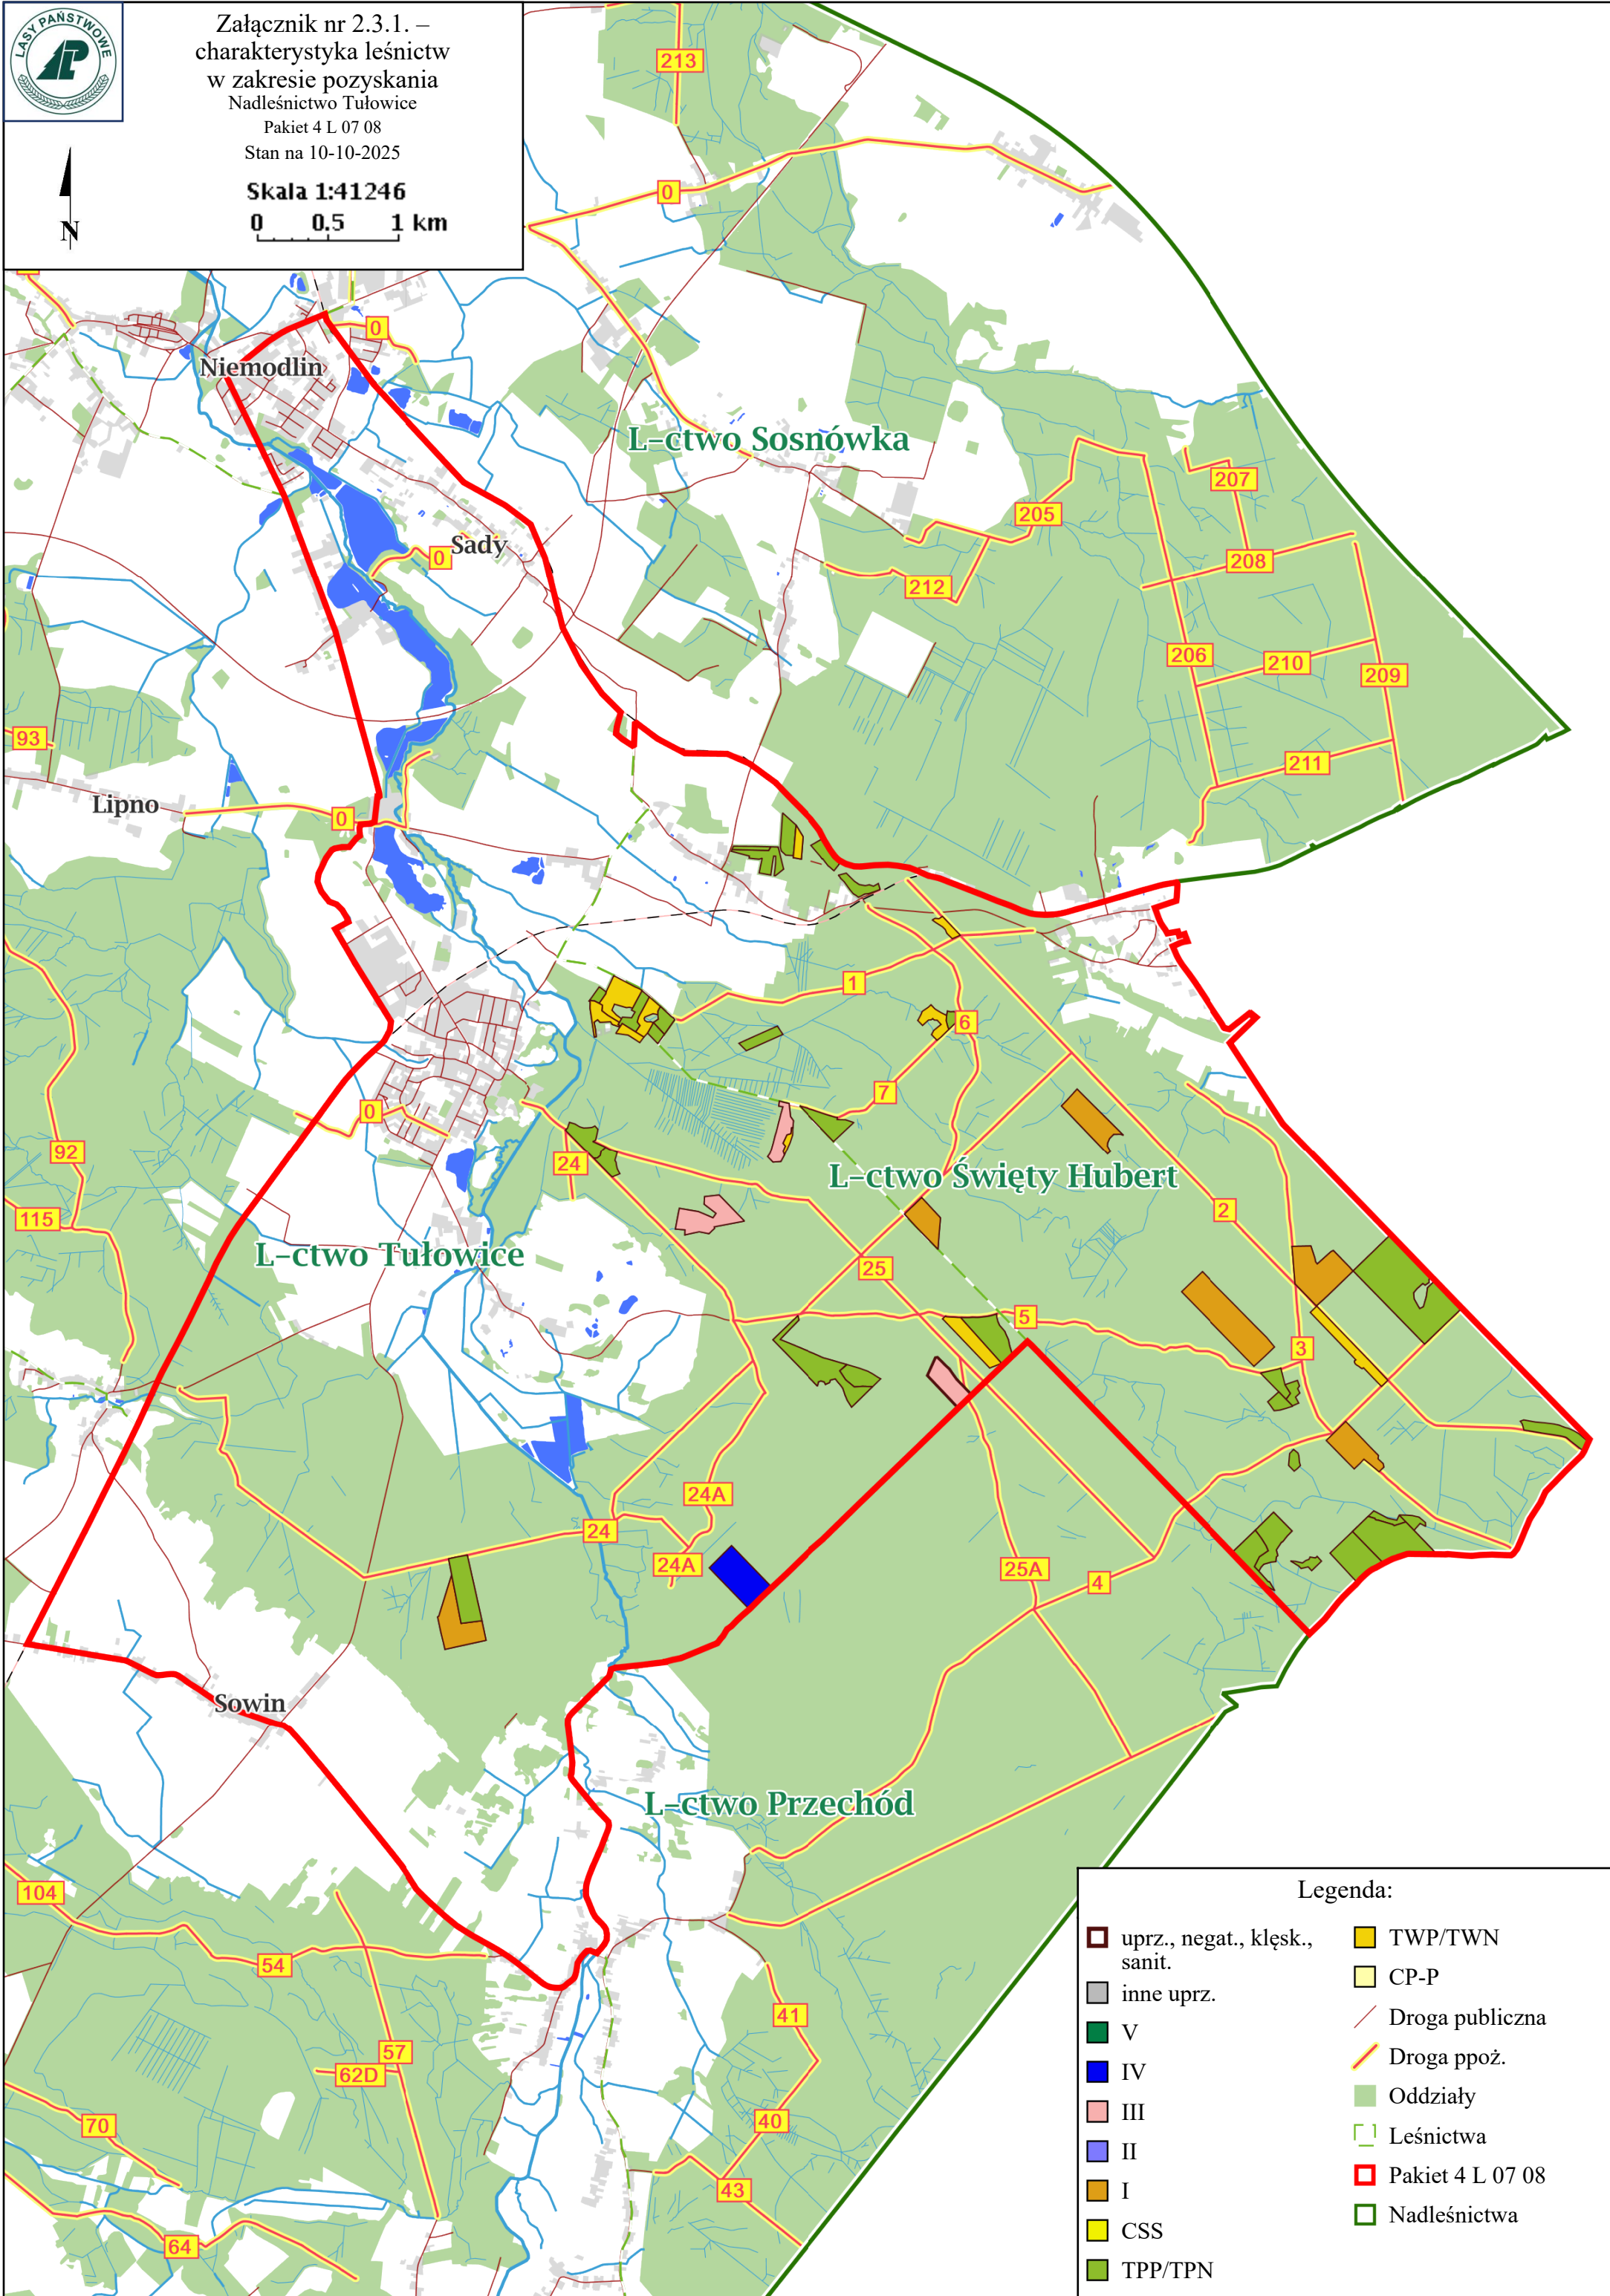 LASY PAŃSTWOWE
Załącznik nr 2.3.1. –
charakterystyka leśnictw
w zakresie pozyskania
Nadleśnictwo Tułowice
Pakiet 4 L 07 08
Stan na 10-10-2025
Skala 1:41246
0 0.5 1 km
N
213
0
0
Niemodlin
L-ctwo Sosnówka
207
205
Sady
0
208
212
206
210
209
93
211
Lipno
0
1
6
7
0
92
24
L-ctwo Święty Hubert
2
115
L-ctwo Tułowice
25
5
3
24A
24
24A
25A
4
Sowin
L-ctwo Przechód
104
54
41
57
62D
70
40
43
64
Legenda:
uprz., negat., klęsk.,
sanit.
inne uprz.
V
IV
III
II
I
CSS
TPP/TPN
TWP/TWN
CP-P
Droga publiczna
Droga ppoż.
Oddziały
Leśnictwa
Pakiet 4 L 07 08
Nadleśnictwa